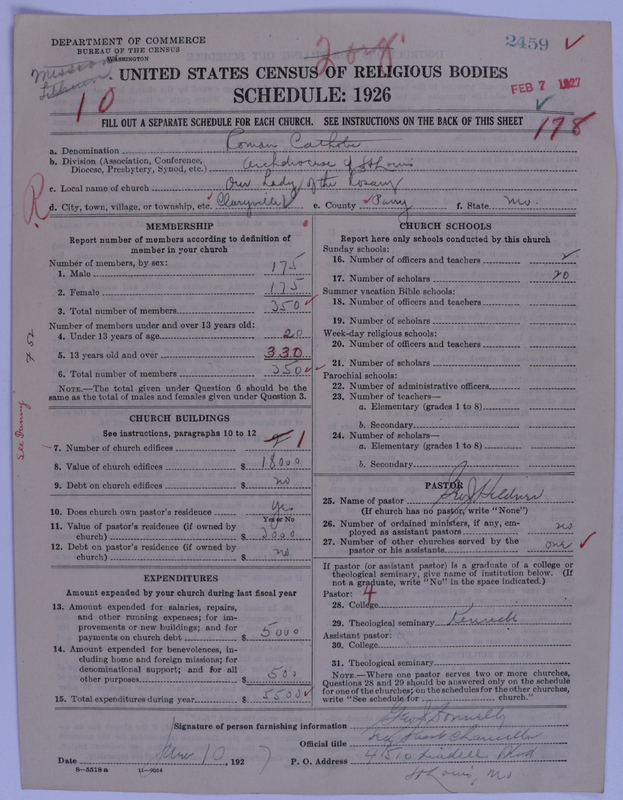 DEPARTMENT OF COMMERCE
BUREAU OF THE CENSUS
WASHINGTON
2459 ✓
Mission
10
UNITED STATES CENSUS OF RELIGIOUS BODIES
SCHEDULE: 1926
FEB 7 1927
178
FILL OUT A SEPARATE SCHEDULE FOR EACH CHURCH. SEE INSTRUCTIONS ON THE BACK OF THIS SHEET
a. Denomination Roman Catholic
b. Division (Association, Conference, Diocese, Presbytery, Synod, etc.) Archdiocese of St Louis
c. Local name of church Our Lady of the Rosary
R
d. City, town, village, or township, etc. Claryville e. County Perry f. State Mo.
MEMBERSHIP
Report number of members according to definition of
member in your church
Number of members, by sex:
1. Male 175
2. Female 175
3. Total number of members 350 ✓
Number of members under and over 13 years old:
4. Under 13 years of age 20
5. 13 years old and over 330
6. Total number of members 350 ✓
NOTE.—The total given under Question 6 should be
same as the total of males and females given under Question 3.
CHURCH BUILDINGS
See instructions, paragraphs 10 to 12
7. Number of church edifices 1
8. Value of church edifices $ 18000
9. Debt on church edifices $ no
10. Does church own pastor's residence yes
Yes or No
11. Value of pastor's residence (if owned by
church) $ 2000
12. Debt on pastor's residence (if owned by
church) $ no
EXPENDITURES
Amount expended by your church during last fiscal year
13. Amount expended for salaries, repairs,
and other running expenses; for im-
provements or new buildings; and for
payments on church debt $ 5000
14. Amount expended for benevolences, in-
cluding home and foreign missions; for
denominational support; and for all
other purposes $ 500
15. Total expenditures during year $ 5500 ✓
CHURCH SCHOOLS
Report here only schools conducted by this church
Sunday schools:
16. Number of officers and teachers 2
17. Number of scholars 20
Summer vacation Bible schools:
18. Number of officers and teachers
19. Number of scholars
Week-day religious schools:
20. Number of officers and teachers
21. Number of scholars
Parochial schools:
22. Number of administrative officers
23. Number of teachers—
a. Elementary (grades 1 to 8)
b. Secondary
24. Number of scholars—
a. Elementary (grades 1 to 8)
b. Secondary
PASTOR
25. Name of pastor
(If church has no pastor, write "None")
26. Number of ordained ministers, if any, em-
ployed as assistant pastors no
27. Number of other churches served by the
pastor or his assistants one ✓
If pastor (or assistant pastor) is a graduate of a college or
theological seminary, give name of institution below. (If
not a graduate, write "No" in the space indicated.)
Pastor: 4
28. College
29. Theological seminary Kenrick
Assistant pastor:
30. College
31. Theological seminary
NOTE.—Where one pastor serves two or more churches,
Questions 28 and 29 should be answered only on the schedule
for one of the churches; on the schedules for the other churches,
write "See schedule for ............ church."
Signature of person furnishing information Geo J Donnelly
Official title Chancellor
Date 10, 1927 P. O. Address 4510 Lindell Blvd
8-5519a 11-9054
St Louis, Mo